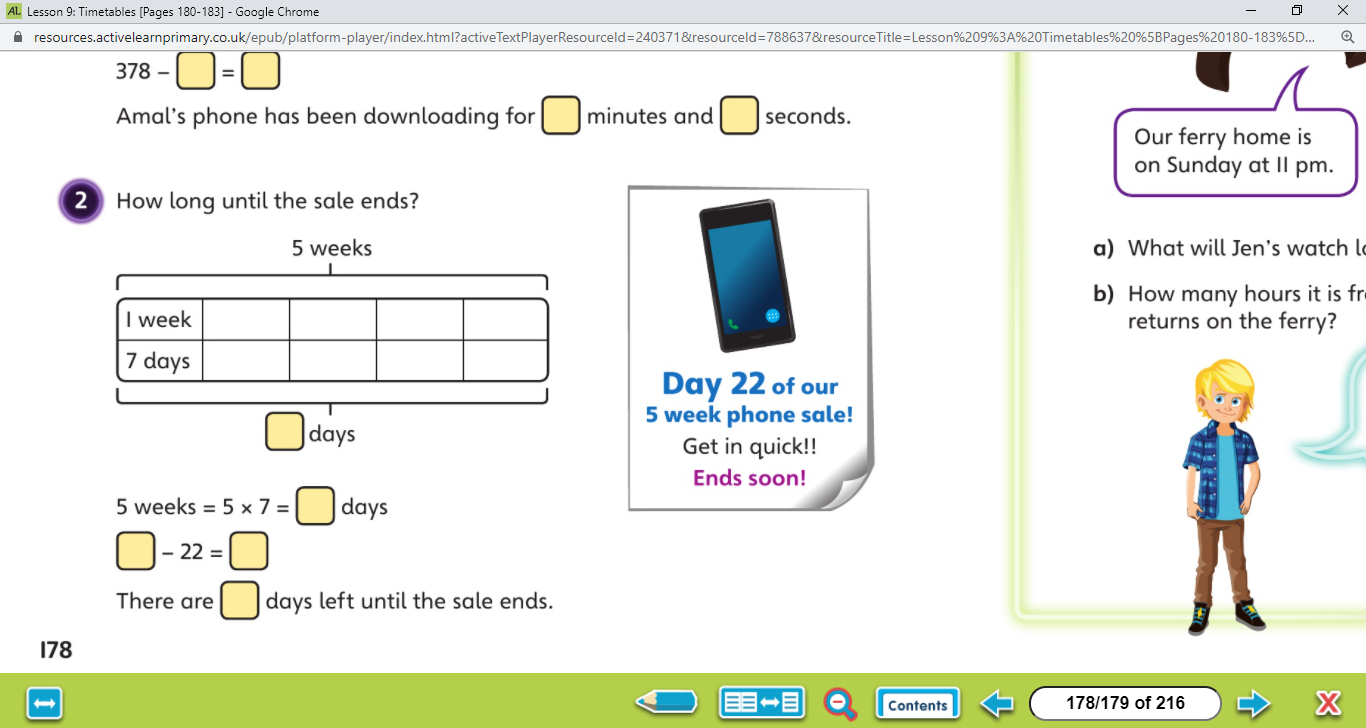 AL Lesson 9: Timetables [Pages 180-183] - Google Chrome
resources.activelearnprimary.co.uk/epub/platform-player/index.html?activeTextPlayerResourceId=240371&resourceId=788637&resourceTitle=Lesson%209%3A%20Timetables%20%5BPages%20180-183%5D...
378 – =
Amal's phone has been downloading for minutes and seconds.
2 How long until the sale ends?
5 weeks
1 week
7 days
days
5 weeks = 5 × 7 = days
– 22 =
There are days left until the sale ends.
178
Day 22 of our
5 week phone sale!
Get in quick!!
Ends soon!
Our ferry home is
on Sunday at 11 pm.
a) What will Jen's watch
b) How many hours it is
returns on the ferry?
Contents
178/179 of 216
X